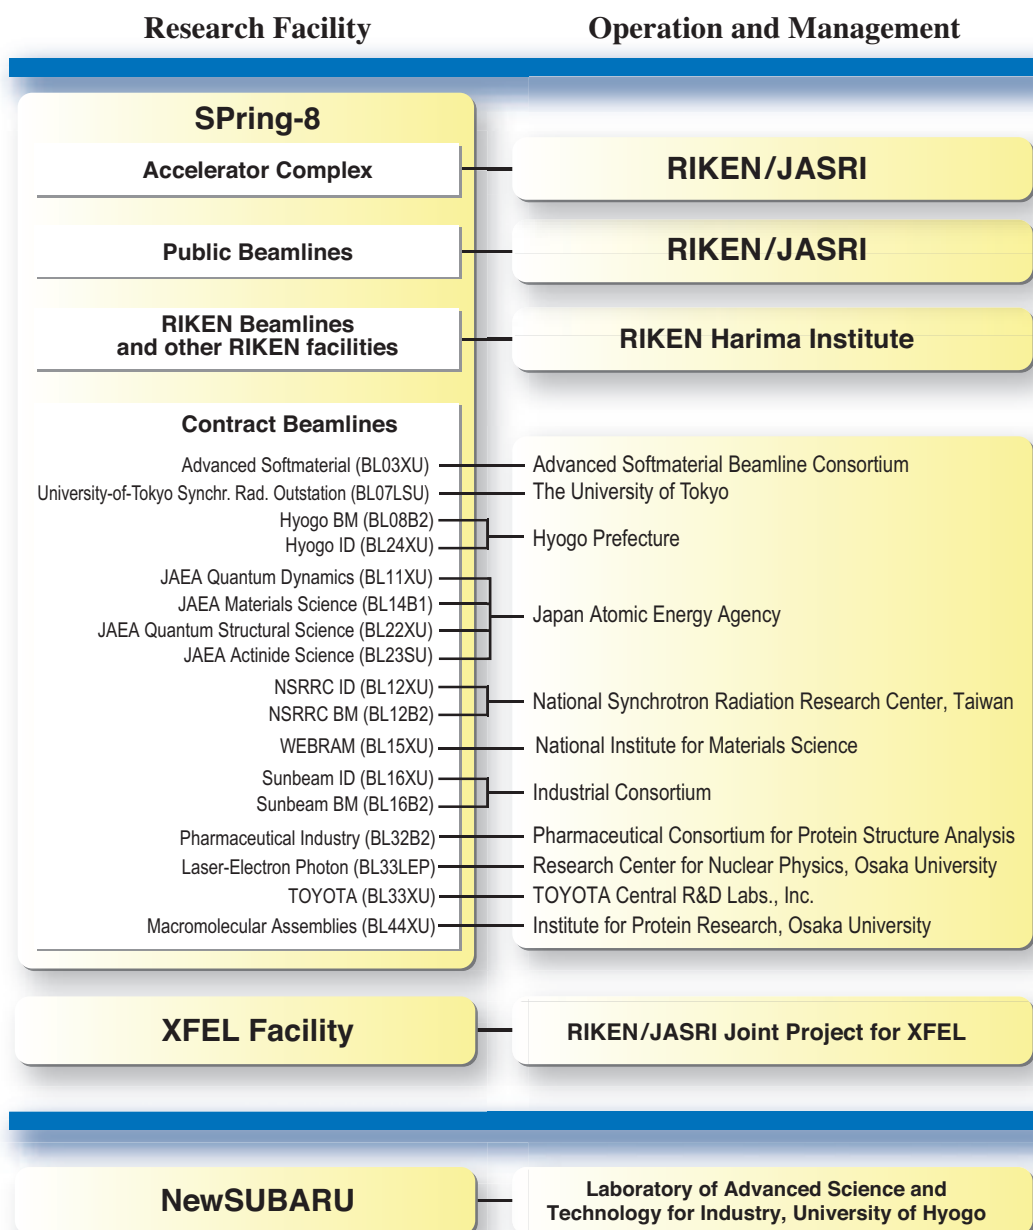 Research Facility
Operation and Management
SPring-8
Accelerator Complex
RIKEN/JASRI
Public Beamlines
RIKEN/JASRI
RIKEN Beamlines
and other RIKEN facilities
RIKEN Harima Institute
Contract Beamlines
Advanced Softmaterial (BL03XU)
Advanced Softmaterial Beamline Consortium
University-of-Tokyo Synchr. Rad. Outstation (BL07LSU)
The University of Tokyo
Hyogo BM (BL08B2)
Hyogo ID (BL24XU)
Hyogo Prefecture
JAEA Quantum Dynamics (BL11XU)
JAEA Materials Science (BL14B1)
JAEA Quantum Structural Science (BL22XU)
JAEA Actinide Science (BL23SU)
Japan Atomic Energy Agency
NSRRC ID (BL12XU)
NSRRC BM (BL12B2)
National Synchrotron Radiation Research Center, Taiwan
WEBRAM (BL15XU)
National Institute for Materials Science
Sunbeam ID (BL16XU)
Sunbeam BM (BL16B2)
Industrial Consortium
Pharmaceutical Industry (BL32B2)
Pharmaceutical Consortium for Protein Structure Analysis
Laser-Electron Photon (BL33LEP)
Research Center for Nuclear Physics, Osaka University
TOYOTA (BL33XU)
TOYOTA Central R&D Labs., Inc.
Macromolecular Assemblies (BL44XU)
Institute for Protein Research, Osaka University
XFEL Facility
RIKEN/JASRI Joint Project for XFEL
NewSUBARU
Laboratory of Advanced Science and
Technology for Industry, University of Hyogo